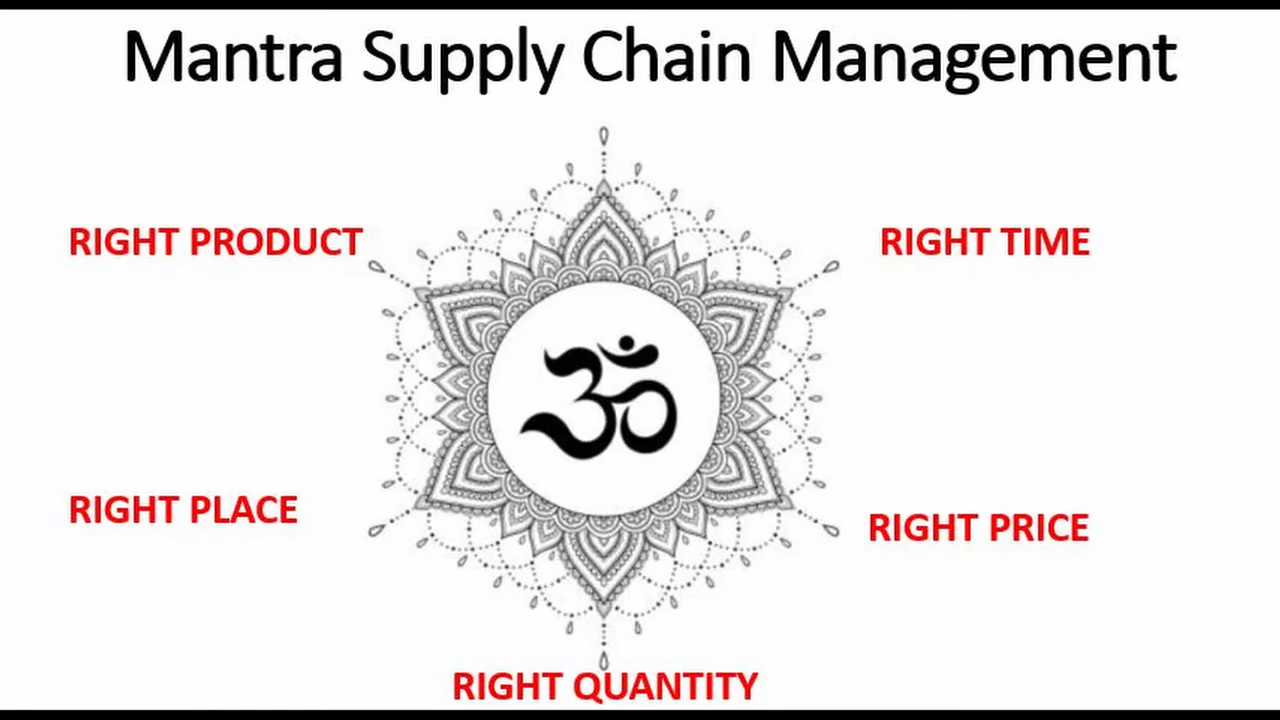 Mantra Supply Chain Management
RIGHT PRODUCT
RIGHT TIME
ॐ
RIGHT PLACE
RIGHT PRICE
RIGHT QUANTITY